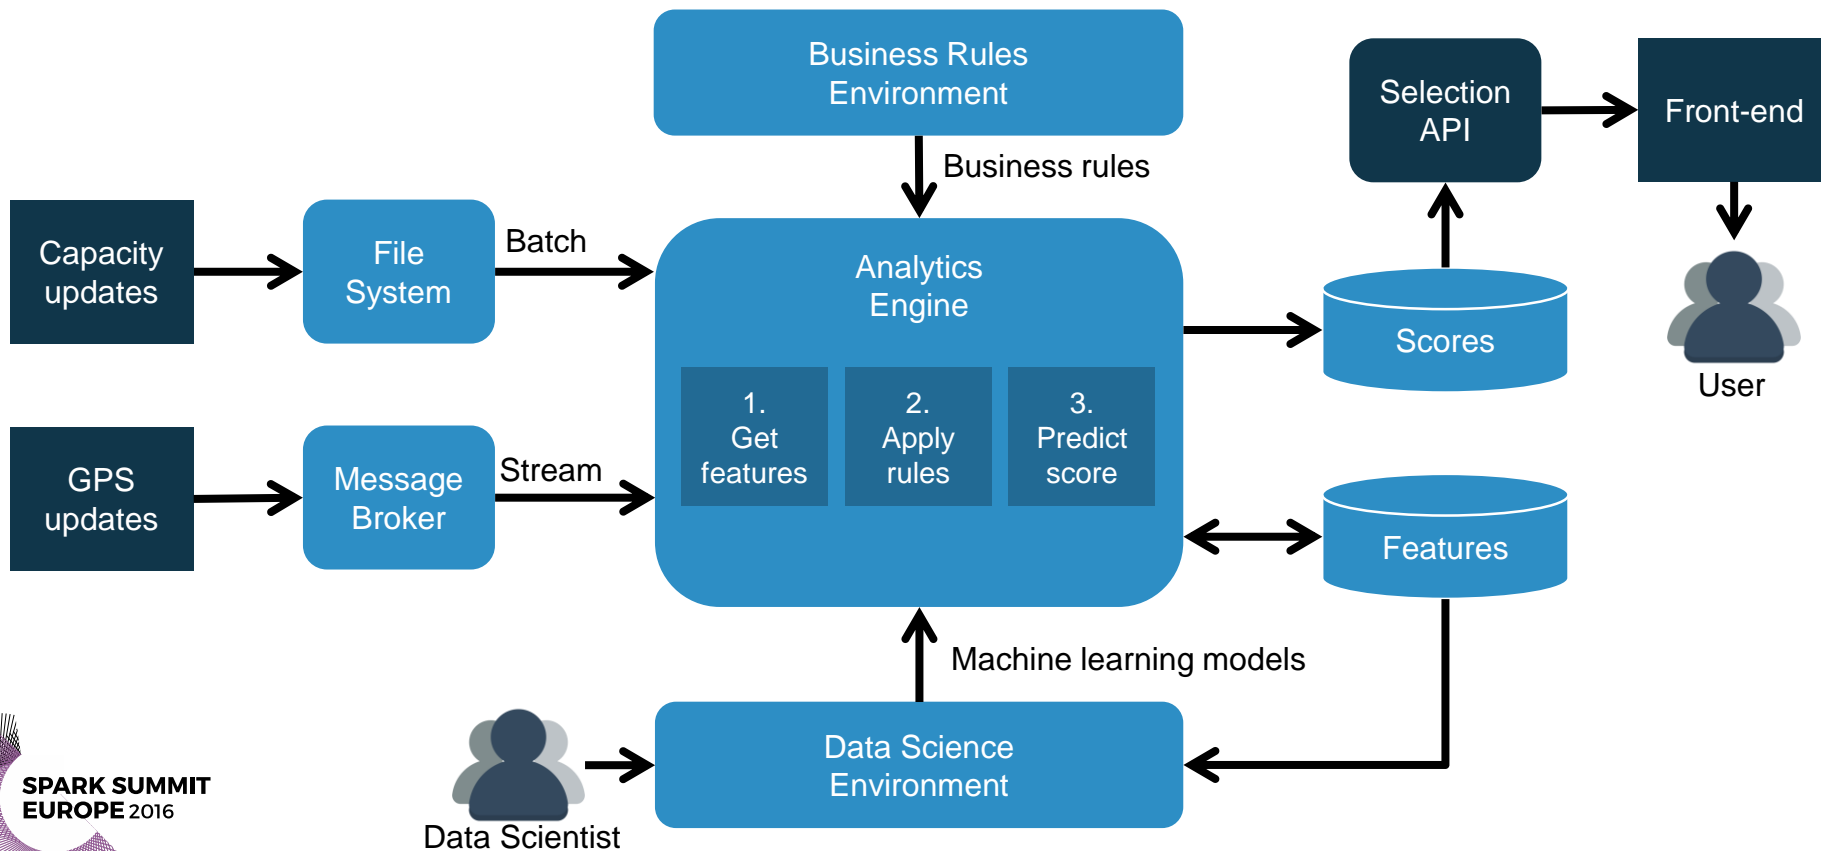 Business Rules
Environment
Business rules
Selection
API
Front-end
User
Capacity
updates
File
System
Batch
Analytics
Engine
1.
Get
features
2.
Apply
rules
3.
Predict
score
Scores
GPS
updates
Message
Broker
Stream
Features
Machine learning models
Data Science
Environment
Data Scientist
SPARK SUMMIT
EUROPE 2016